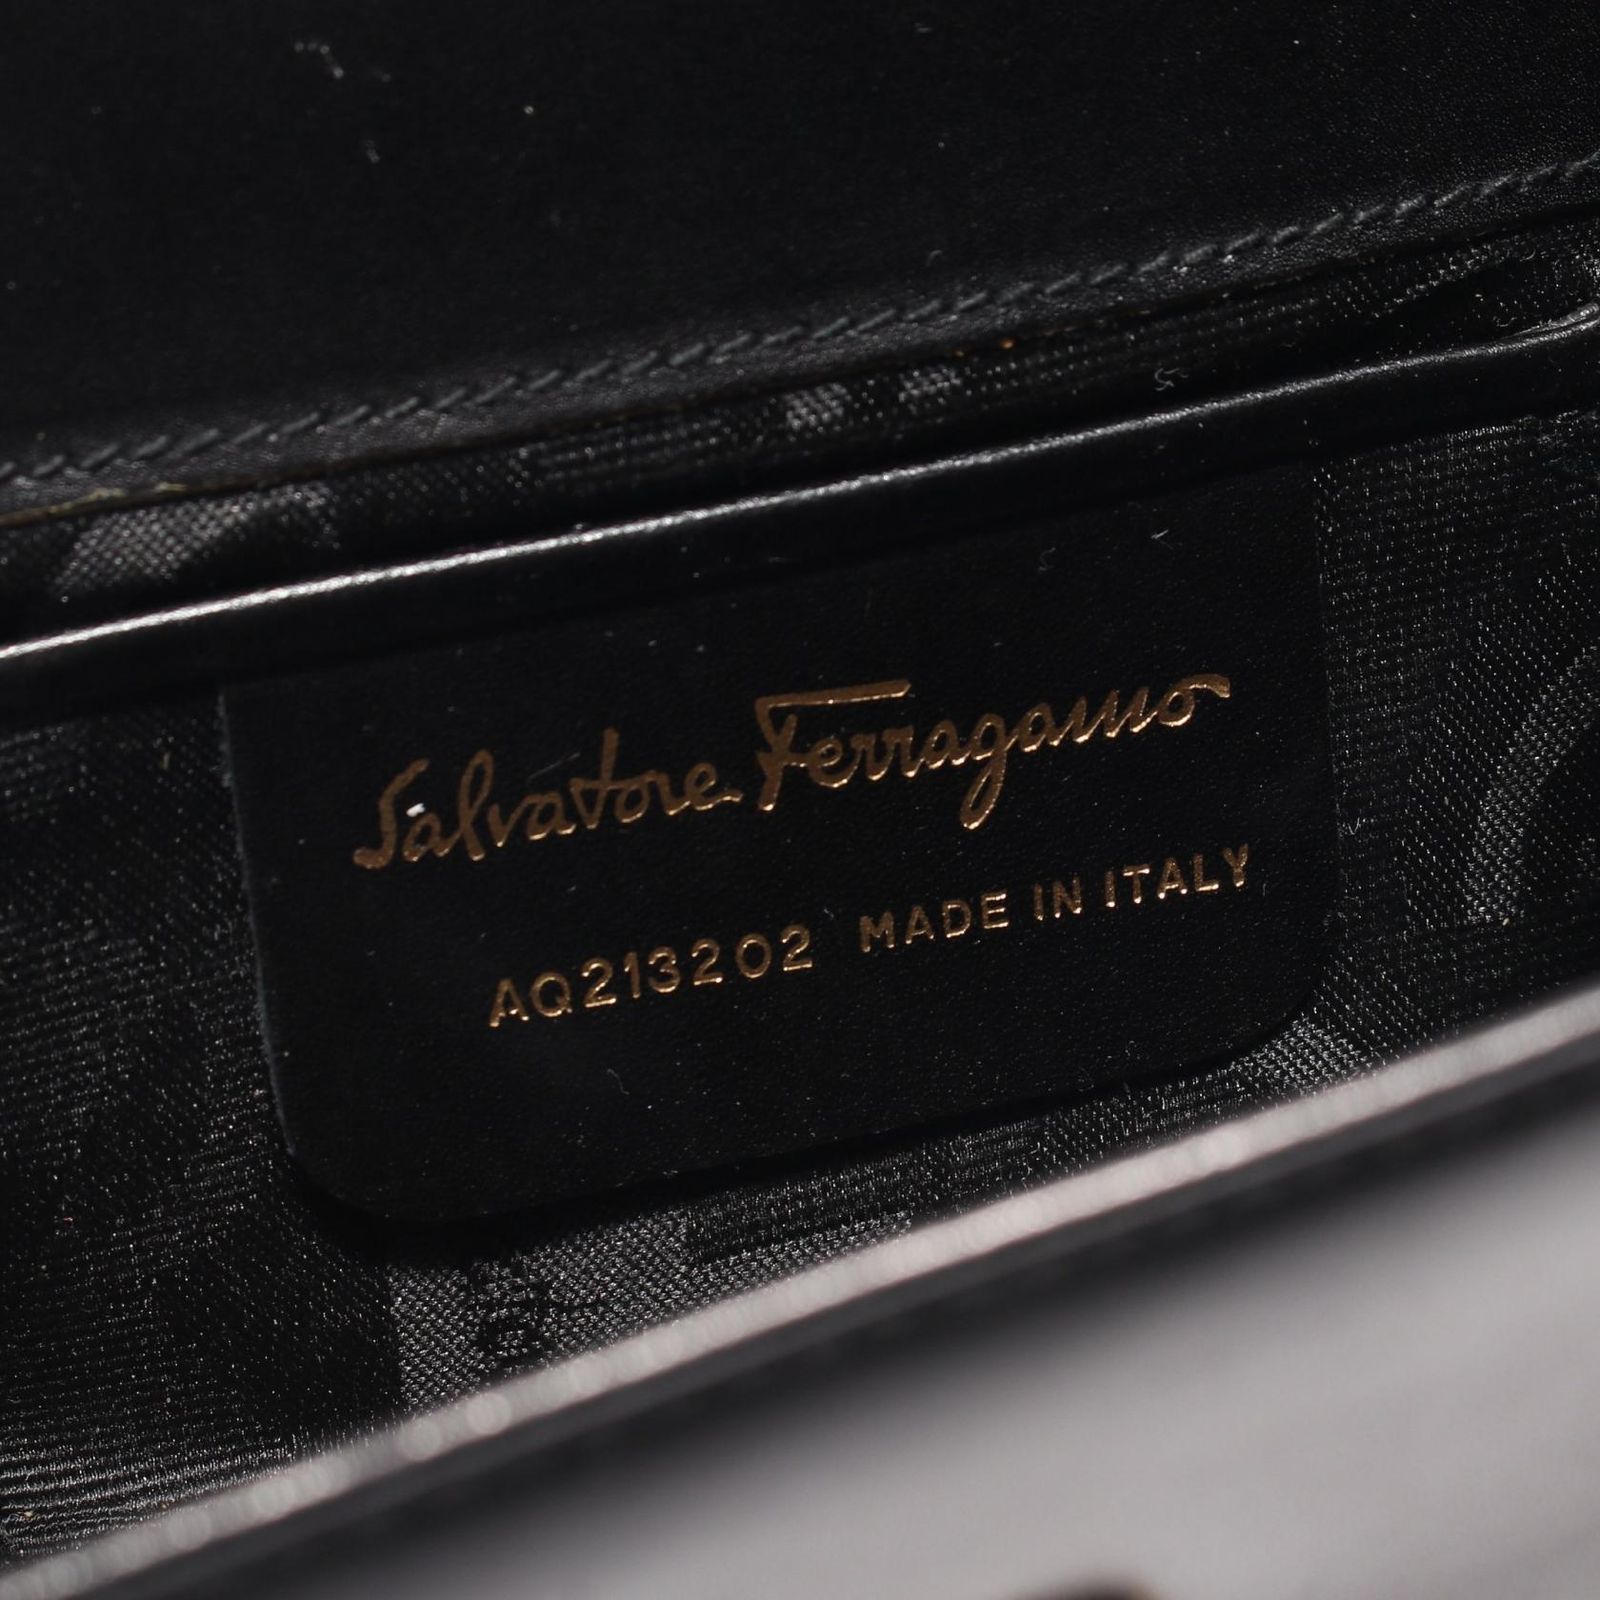 Salvatore Ferragamo
AQ213202 MADE IN ITALY